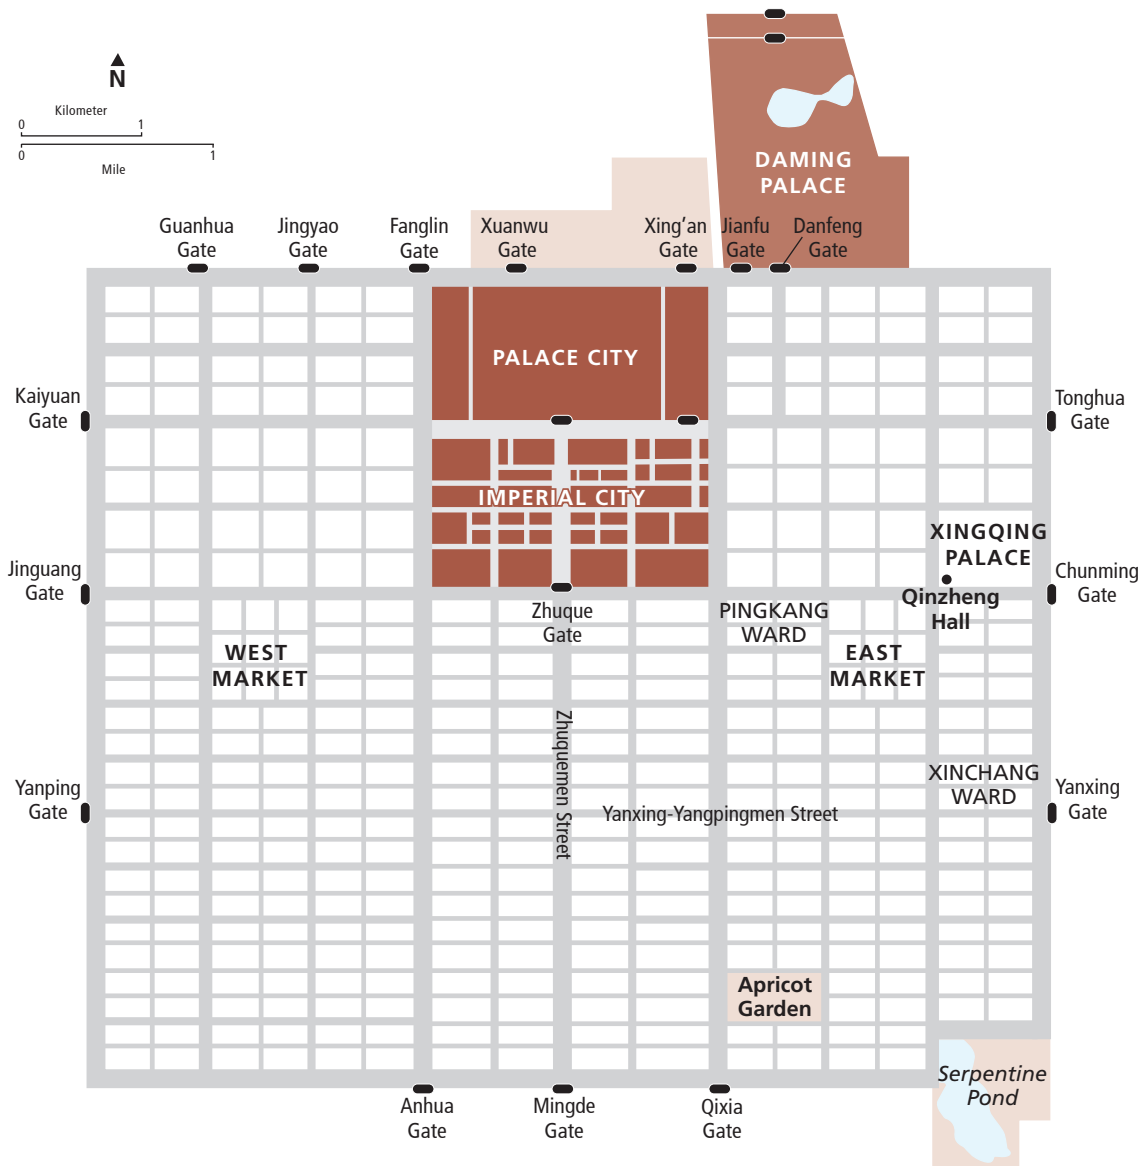 N
Kilometer
0 1
0 1
Mile
DAMING
PALACE
Guanhua
Gate
Jingyao
Gate
Fanglin
Gate
Xuanwu
Gate
Xing'an
Gate
Jianfu
Gate
Danfeng
Gate
PALACE CITY
Kaiyuan
Gate
Tonghua
Gate
IMPERIAL CITY
XINGQING
PALACE
Jinguang
Gate
Chunming
Gate
Qinzheng
Hall
Zhuque
Gate
PINGKANG
WARD
WEST
MARKET
EAST
MARKET
Zhuquemen Street
XINCHANG
WARD
Yanping
Gate
Yanxing-Yangpingmen Street
Yanxing
Gate
Apricot
Garden
Serpentine
Pond
Anhua
Gate
Mingde
Gate
Qixia
Gate